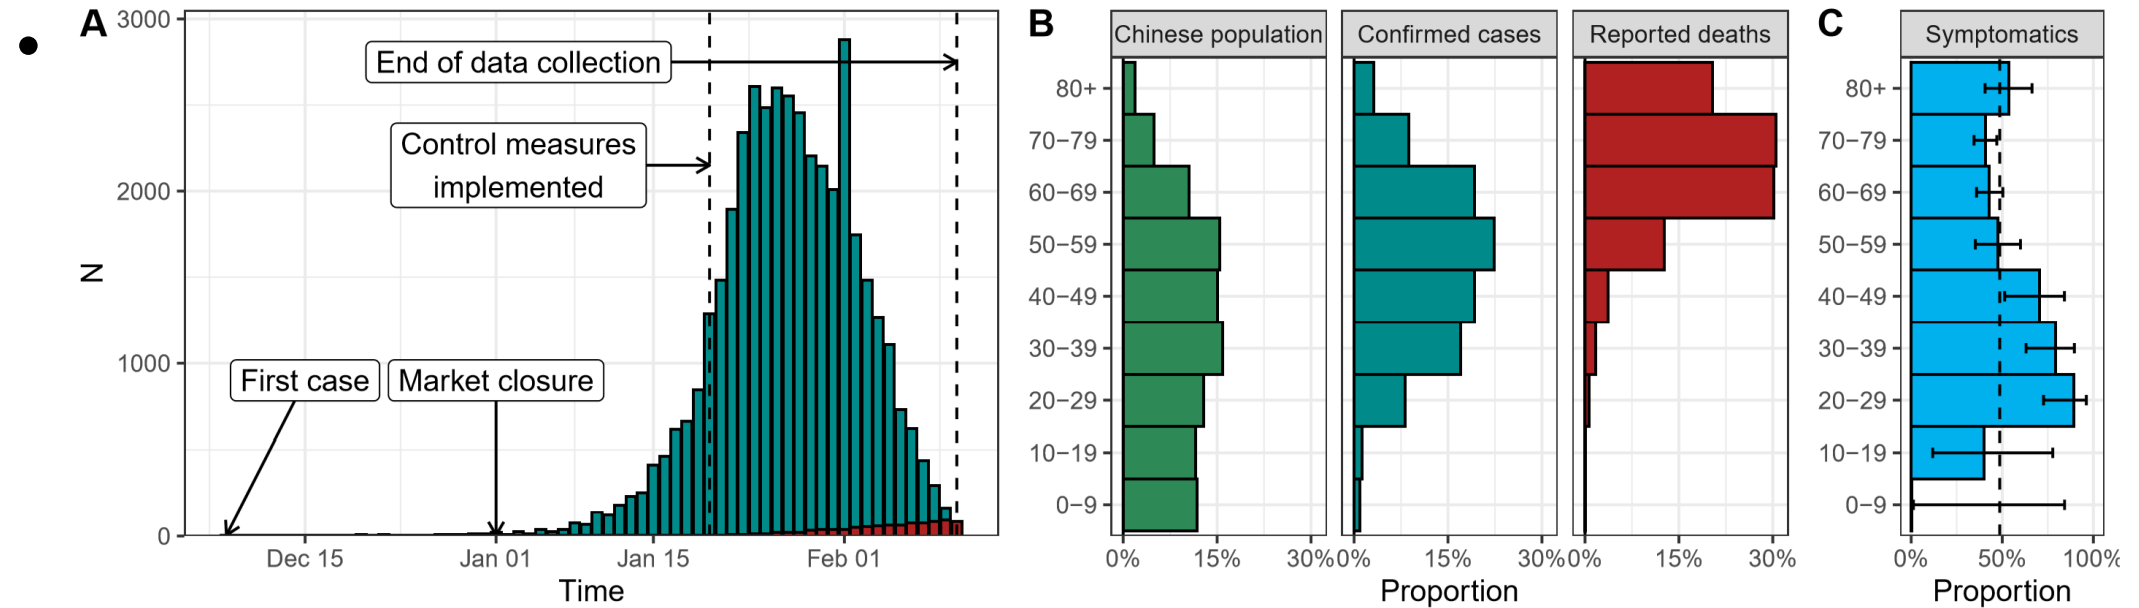 A
3000
2000
1000
0
N
End of data collection
Control measures
implemented
First case
Market closure
Dec 15
Jan 01
Jan 15
Feb 01
Time
B
Chinese population
Confirmed cases
Reported deaths
80+
70−79
60−69
50−59
40−49
30−39
20−29
10−19
0−9
0%
15%
30%
0%
15%
30%
0%
15%
30%
Proportion
C
Symptomatics
80+
70−79
60−69
50−59
40−49
30−39
20−29
10−19
0−9
0%
50%
100%
Proportion